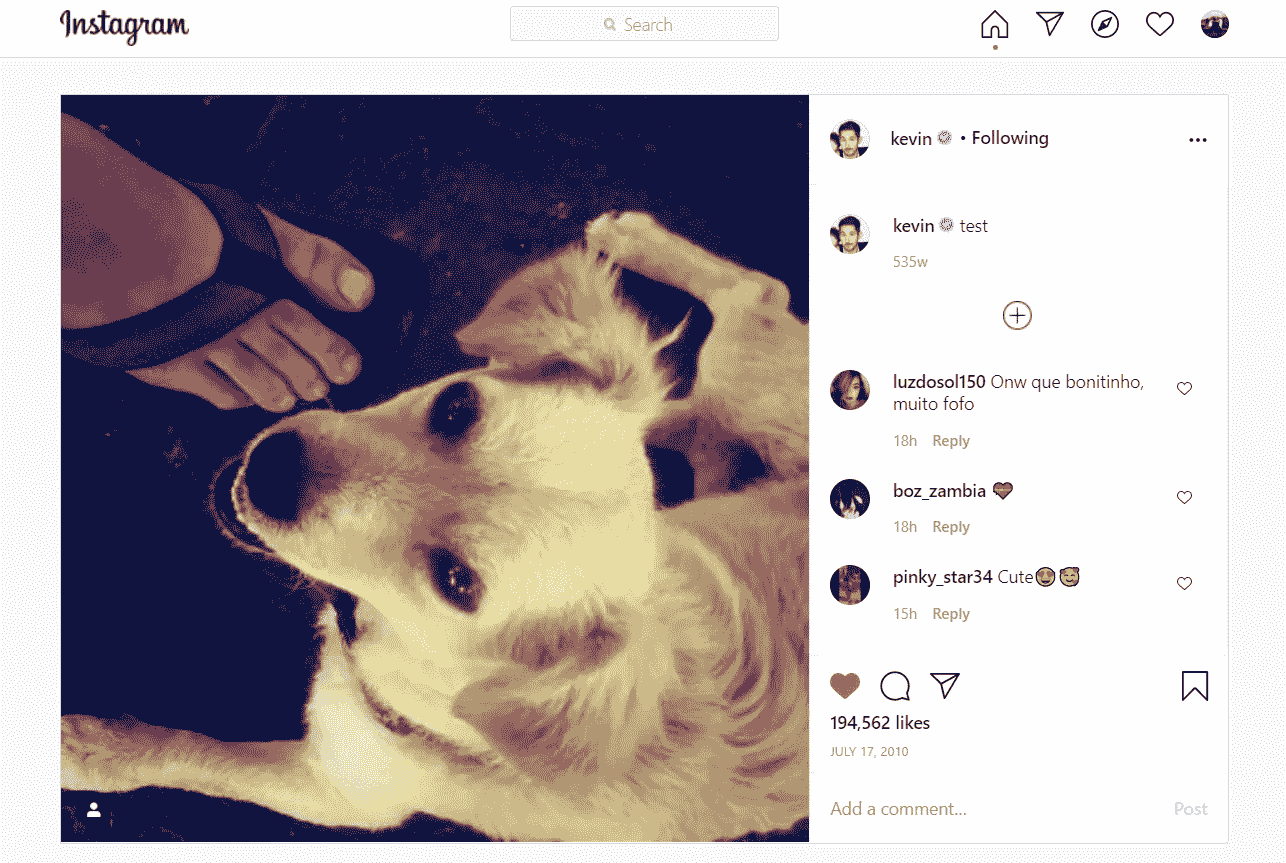 Instagram
Search
kevin • Following
kevin test
535w
luzdosol150 Onw que bonitinho,
muito fofo
18h Reply
boz_zambia
18h Reply
pinky_star34 Cute😍🥰
15h Reply
194,562 likes
JULY 17, 2010
Add a comment... Post